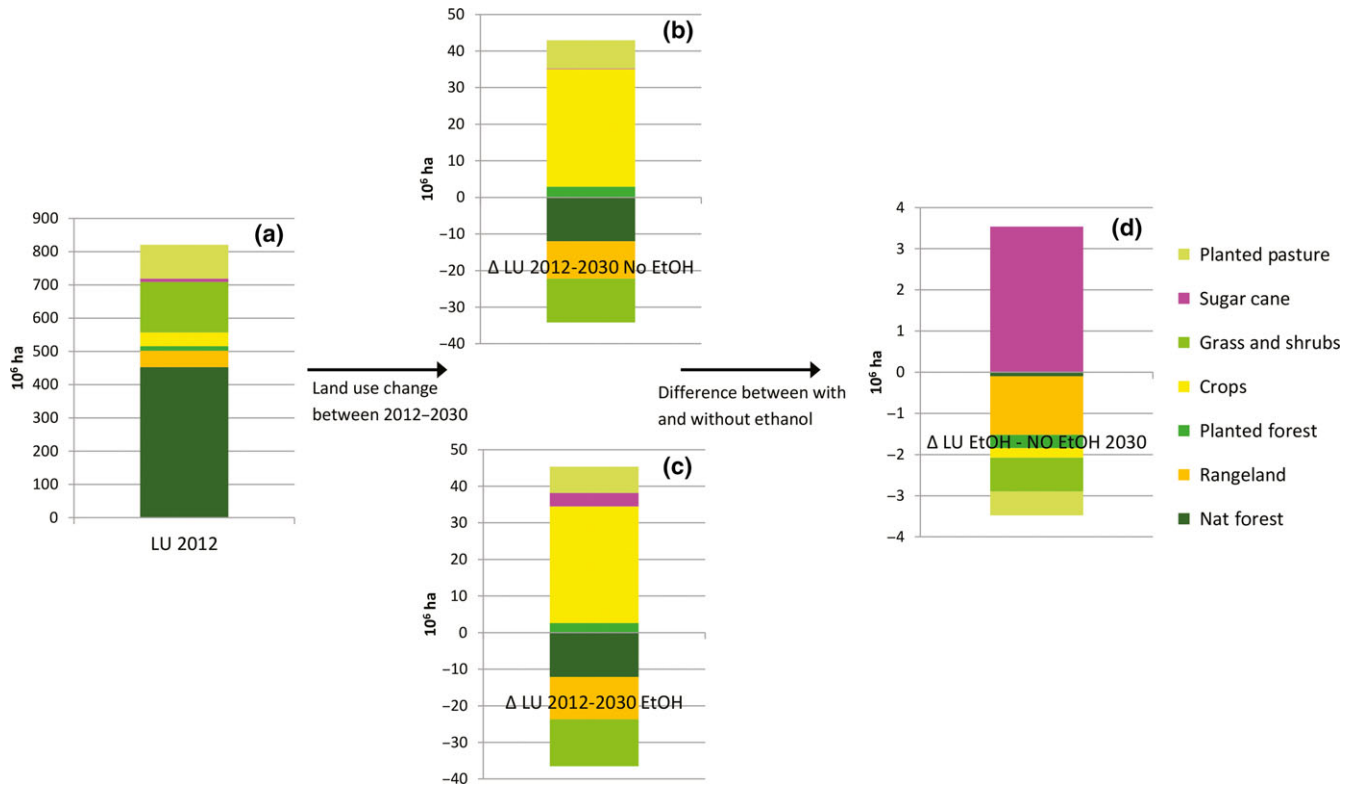 (a)
900
800
700
600
500
400
300
200
100
0
10⁶ ha
LU 2012
Land use change
between 2012–2030
(b)
50
40
30
20
10
0
−10
−20
−30
−40
10⁶ ha
Δ LU 2012-2030 No EtOH
(c)
50
40
30
20
10
0
−10
−20
−30
−40
10⁶ ha
Δ LU 2012-2030 EtOH
Difference between with
and without ethanol
(d)
4
3
2
1
0
−1
−2
−3
−4
10⁶ ha
Δ LU EtOH - NO EtOH 2030
Planted pasture
Sugar cane
Grass and shrubs
Crops
Planted forest
Rangeland
Nat forest